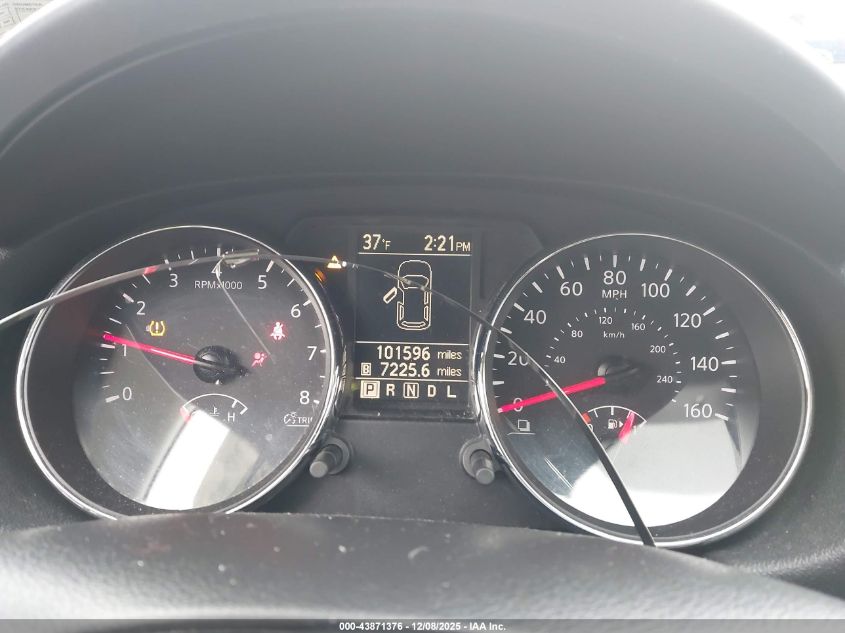 37°F 2:21PM
101596 miles
B 7225.6 miles
P R N D L
0 1 2 3 4 5 6 7 8
RPMx1000
H
0 20 40 60 80 100 120 140 160
MPH
40 80 120 160 200 240
km/h
000-43871376 - 12/08/2025 - IAA Inc.